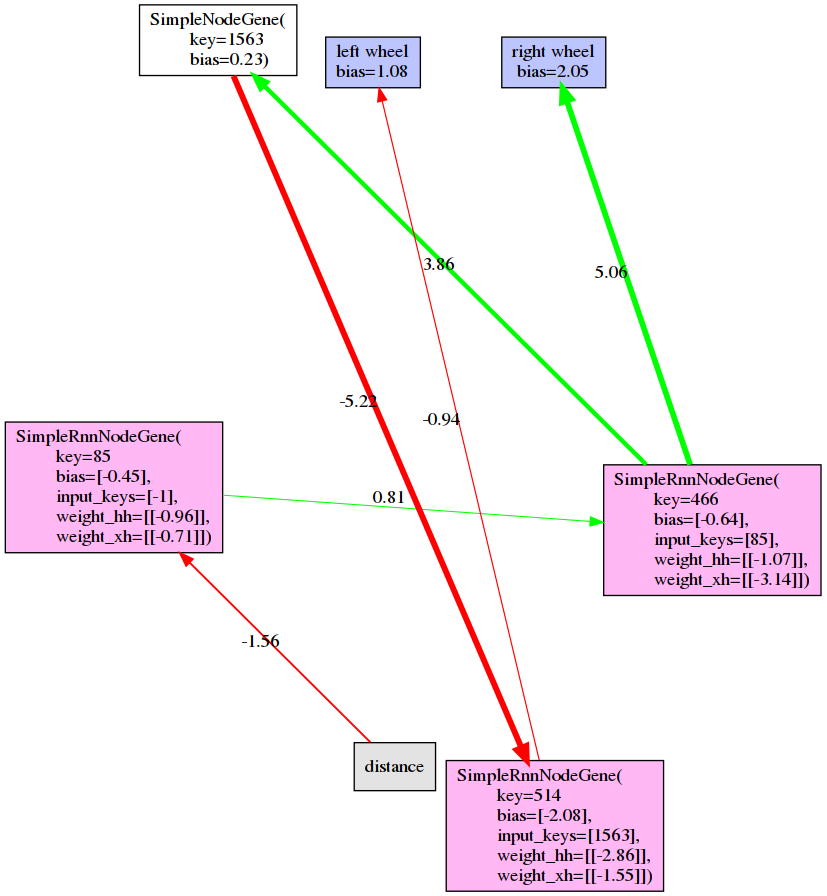 SimpleNodeGene(
key=1563
bias=0.23)
left wheel
bias=1.08
right wheel
bias=2.05
3.86
5.06
-5.22
-0.94
SimpleRnnNodeGene(
key=85
bias=[-0.45],
input_keys=[-1],
weight_hh=[[-0.96]],
weight_xh=[[-0.71]])
0.81
SimpleRnnNodeGene(
key=466
bias=[-0.64],
input_keys=[85],
weight_hh=[[-1.07]],
weight_xh=[[-3.14]])
-1.56
distance
SimpleRnnNodeGene(
key=514
bias=[-2.08],
input_keys=[1563],
weight_hh=[[-2.86]],
weight_xh=[[-1.55]])